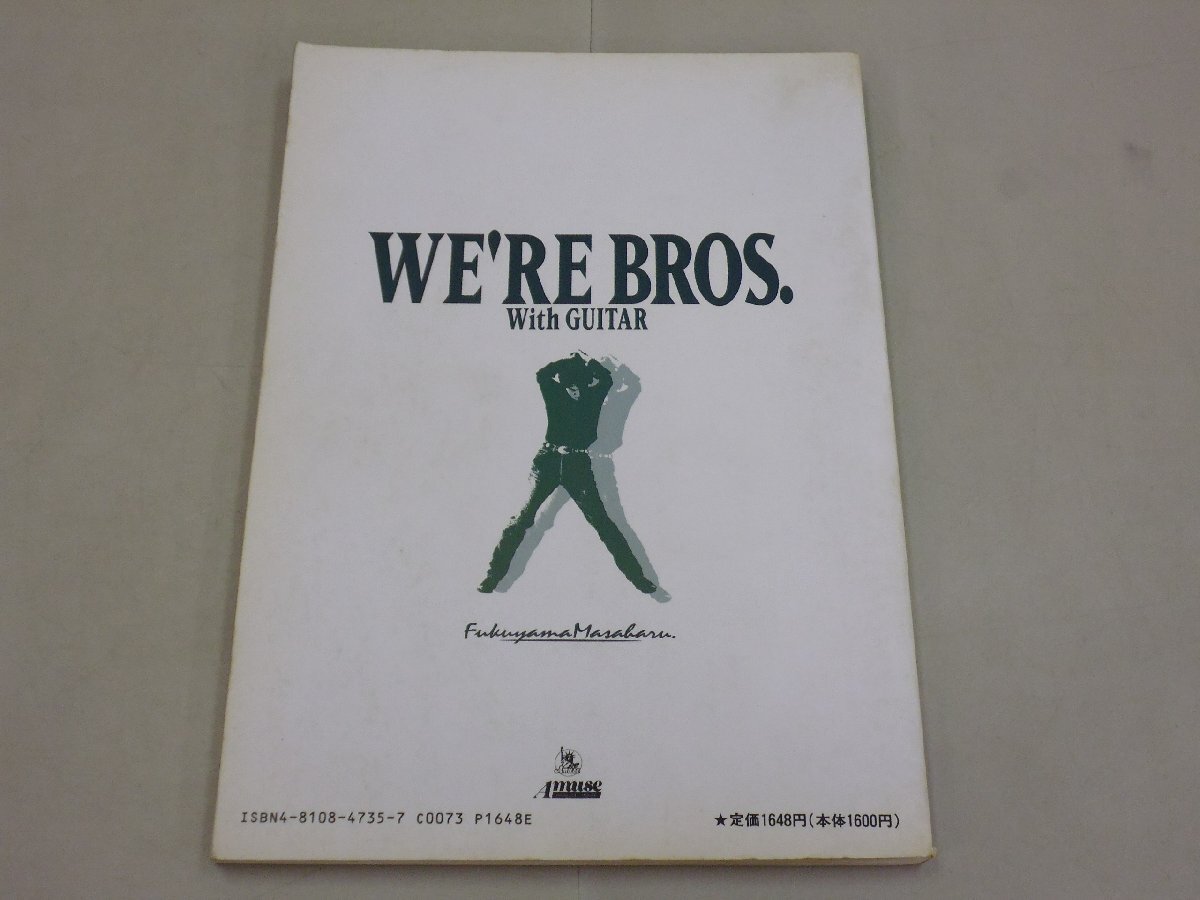 WE'RE BROS.
With GUITAR
FukuyamaMasaharu.
Amuse
ISBN4-8108-4735-7 C0073 P1648E
★定価1648円(本体1600円)